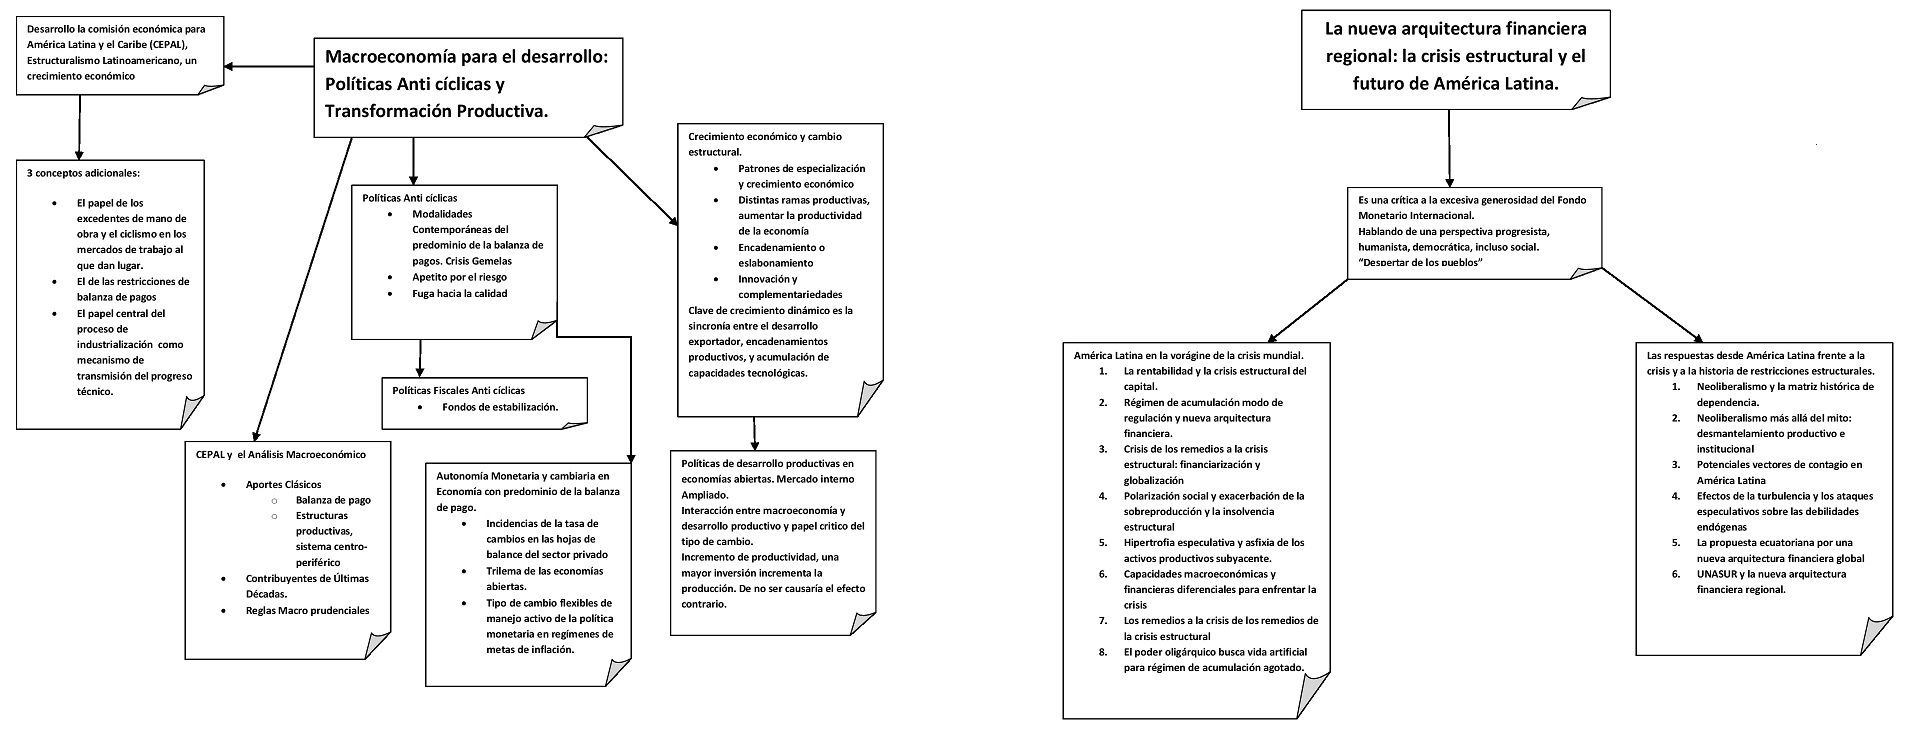 Desarrollo la comisión económica para
América Latina y el Caribe (CEPAL),
Estructuralismo Latinoamericano, un
crecimiento económico
Macroeconomía para el desarrollo:
Políticas Anti cíclicas y
Transformación Productiva.
3 conceptos adicionales:
• El papel de los
excedentes de mano de
obra y el ciclismo en los
mercados de trabajo al
que dan lugar.
• El de las restricciones de
balanza de pagos
• El papel central del
proceso de
industrialización como
mecanismo de
transmisión del progreso
técnico.
Políticas Anti cíclicas
• Modalidades
Contemporáneas del
predominio de la balanza de
pagos. Crisis Gemelas
• Apetito por el riesgo
• Fuga hacia la calidad
Políticas Fiscales Anti cíclicas
• Fondos de estabilización.
Crecimiento económico y cambio
estructural.
• Patrones de especialización
y crecimiento económico
• Distintas ramas productivas,
aumentar la productividad
de la economía
• Encadenamiento o
eslabonamiento
• Innovación y
complementariedades
Clave de crecimiento dinámico es la
sincronía entre el desarrollo
exportador, encadenamientos
productivos, y acumulación de
capacidades tecnológicas.
CEPAL y el Análisis Macroeconómico
• Aportes Clásicos
o Balanza de pago
o Estructuras
productivas,
sistema centro-
periférico
• Contribuyentes de Últimas
Décadas.
• Reglas Macro prudenciales
Autonomía Monetaria y cambiaria en
Economía con predominio de la balanza
de pago.
• Incidencias de la tasa de
cambios en las hojas de
balance del sector privado
• Trilema de las economías
abiertas.
• Tipo de cambio flexibles de
manejo activo de la política
monetaria en regímenes de
metas de inflación.
Políticas de desarrollo productivas en
economías abiertas. Mercado interno
Ampliado.
Interacción entre macroeconomía y
desarrollo productivo y papel critico del
tipo de cambio.
Incremento de productividad, una
mayor inversión incrementa la
producción. De no ser causaría el efecto
contrario.
La nueva arquitectura financiera
regional: la crisis estructural y el
futuro de América Latina.
Es una crítica a la excesiva generosidad del Fondo
Monetario Internacional.
Hablando de una perspectiva progresista,
humanista, democrática, incluso social.
"Despertar de los pueblos"
América Latina en la vorágine de la crisis mundial.
1. La rentabilidad y la crisis estructural del
capital.
2. Régimen de acumulación modo de
regulación y nueva arquitectura
financiera.
3. Crisis de los remedios a la crisis
estructural: financiarización y
globalización
4. Polarización social y exacerbación de la
sobreproducción y la insolvencia
estructural
5. Hipertrofia especulativa y asfixia de los
activos productivos subyacente.
6. Capacidades macroeconómicas y
financieras diferenciales para enfrentar la
crisis
7. Los remedios a la crisis de los remedios de
la crisis estructural
8. El poder oligárquico busca vida artificial
para régimen de acumulación agotado.
Las respuestas desde América Latina frente a la
crisis y a la historia de restricciones estructurales.
1. Neoliberalismo y la matriz histórica de
dependencia.
2. Neoliberalismo más allá del mito:
desmantelamiento productivo e
institucional
3. Potenciales vectores de contagio en
América Latina
4. Efectos de la turbulencia y los ataques
especulativos sobre las debilidades
endógenas
5. La propuesta ecuatoriana por una
nueva arquitectura financiera global
6. UNASUR y la nueva arquitectura
financiera regional.